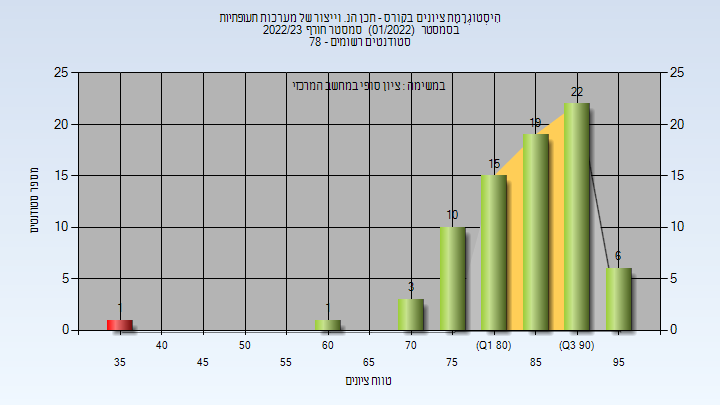 היסטוגרמת ציונים בקורס - תכן הנ. וייצור של מערכות תעופתיות
בסמסטר (01/2022) סמסטר חורף 2022/23
סטודנטים רשומים - 78
במשימה : ציון סופי במחשב המרכזי
מספר סטודנטים
25 25
20 20
15 15
10 10
5 5
0 0
1 1 3 10 15 19 22 6
40 50 60 70 (Q1 80) (Q3 90)
35 45 55 65 75 85 95
טווח ציונים